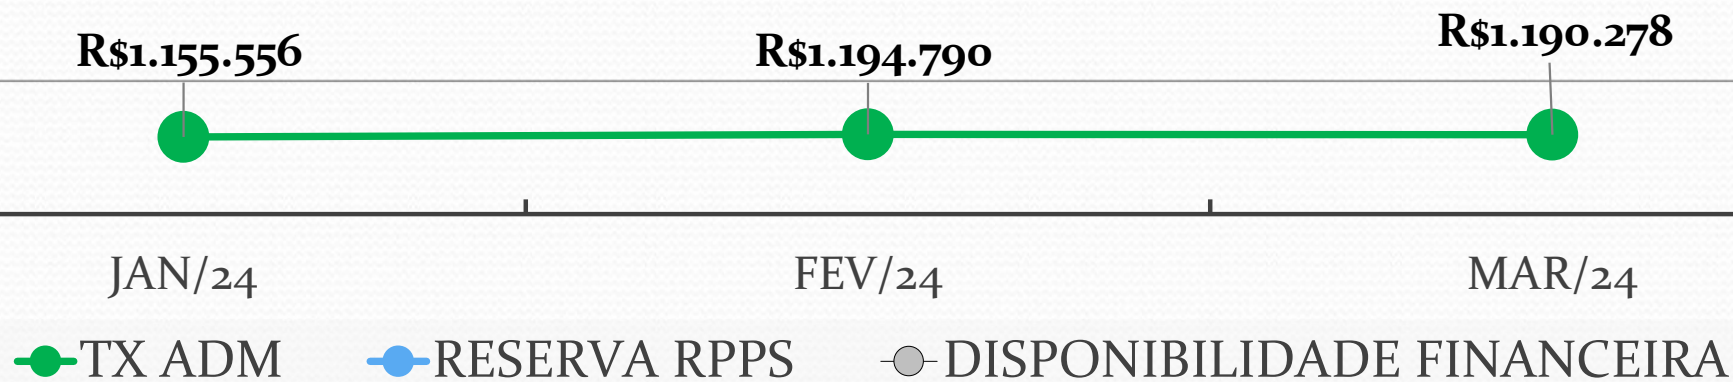 R$1.155.556 R$1.194.790 R$1.190.278
JAN/24 FEV/24 MAR/24
TX ADM RESERVA RPPS DISPONIBILIDADE FINANCEIRA